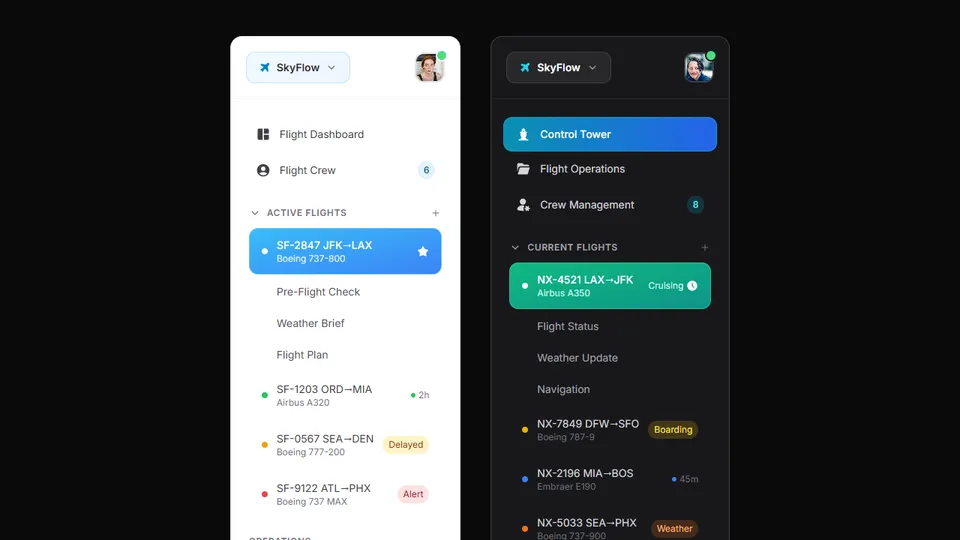 SkyFlow
Flight Dashboard
Flight Crew 6
ACTIVE FLIGHTS +
SF-2847 JFK→LAX
Boeing 737-800
Pre-Flight Check
Weather Brief
Flight Plan
SF-1203 ORD→MIA
Airbus A320
2h
SF-0567 SEA→DEN
Boeing 777-200
Delayed
SF-9122 ATL→PHX
Boeing 737 MAX
Alert
OPERATIONS
SkyFlow
Control Tower
Flight Operations
Crew Management 8
CURRENT FLIGHTS +
NX-4521 LAX→JFK
Airbus A350
Cruising
Flight Status
Weather Update
Navigation
NX-7849 DFW→SFO
Boeing 787-9
Boarding
NX-2196 MIA→BOS
Embraer E190
45m
NX-5033 SEA→PHX
Boeing 737-900
Weather